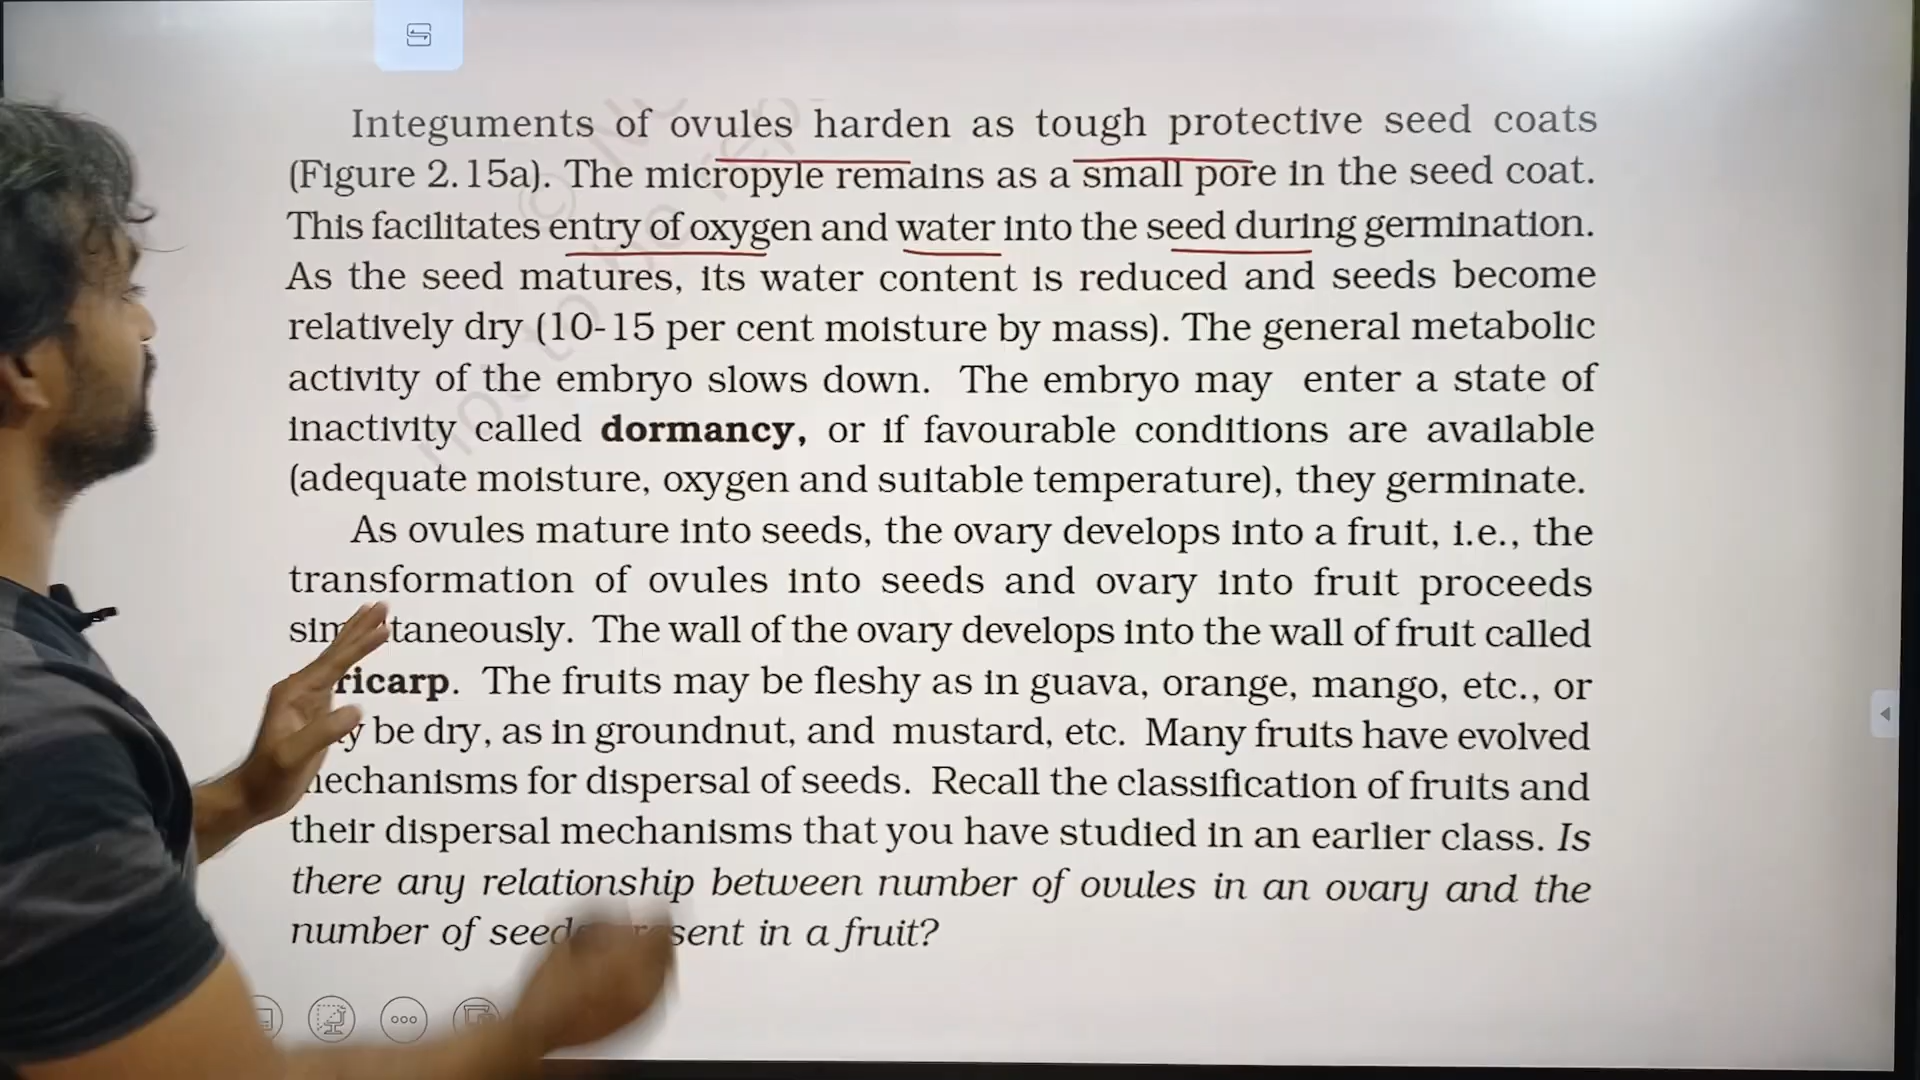 Integuments of ovules harden as tough protective seed coats
(Figure 2.15a). The micropyle remains as a small pore in the seed coat.
This facilitates entry of oxygen and water into the seed during germination.
As the seed matures, its water content is reduced and seeds become
relatively dry (10-15 per cent moisture by mass). The general metabolic
activity of the embryo slows down. The embryo may enter a state of
inactivity called dormancy, or if favourable conditions are available
(adequate moisture, oxygen and suitable temperature), they germinate.
As ovules mature into seeds, the ovary develops into a fruit, i.e., the
transformation of ovules into seeds and ovary into fruit proceeds
The wall of the ovary develops into the wall of fruit called
The fruits may be fleshy as in guava, orange, mango, etc., or
be dry, as in groundnut, and mustard, etc. Many fruits have evolved
mechanisms for dispersal of seeds. Recall the classification of fruits and
their dispersal mechanisms that you have studied in an earlier class. Is
there any relationship between number of ovules in an ovary and the
number of in a fruit?